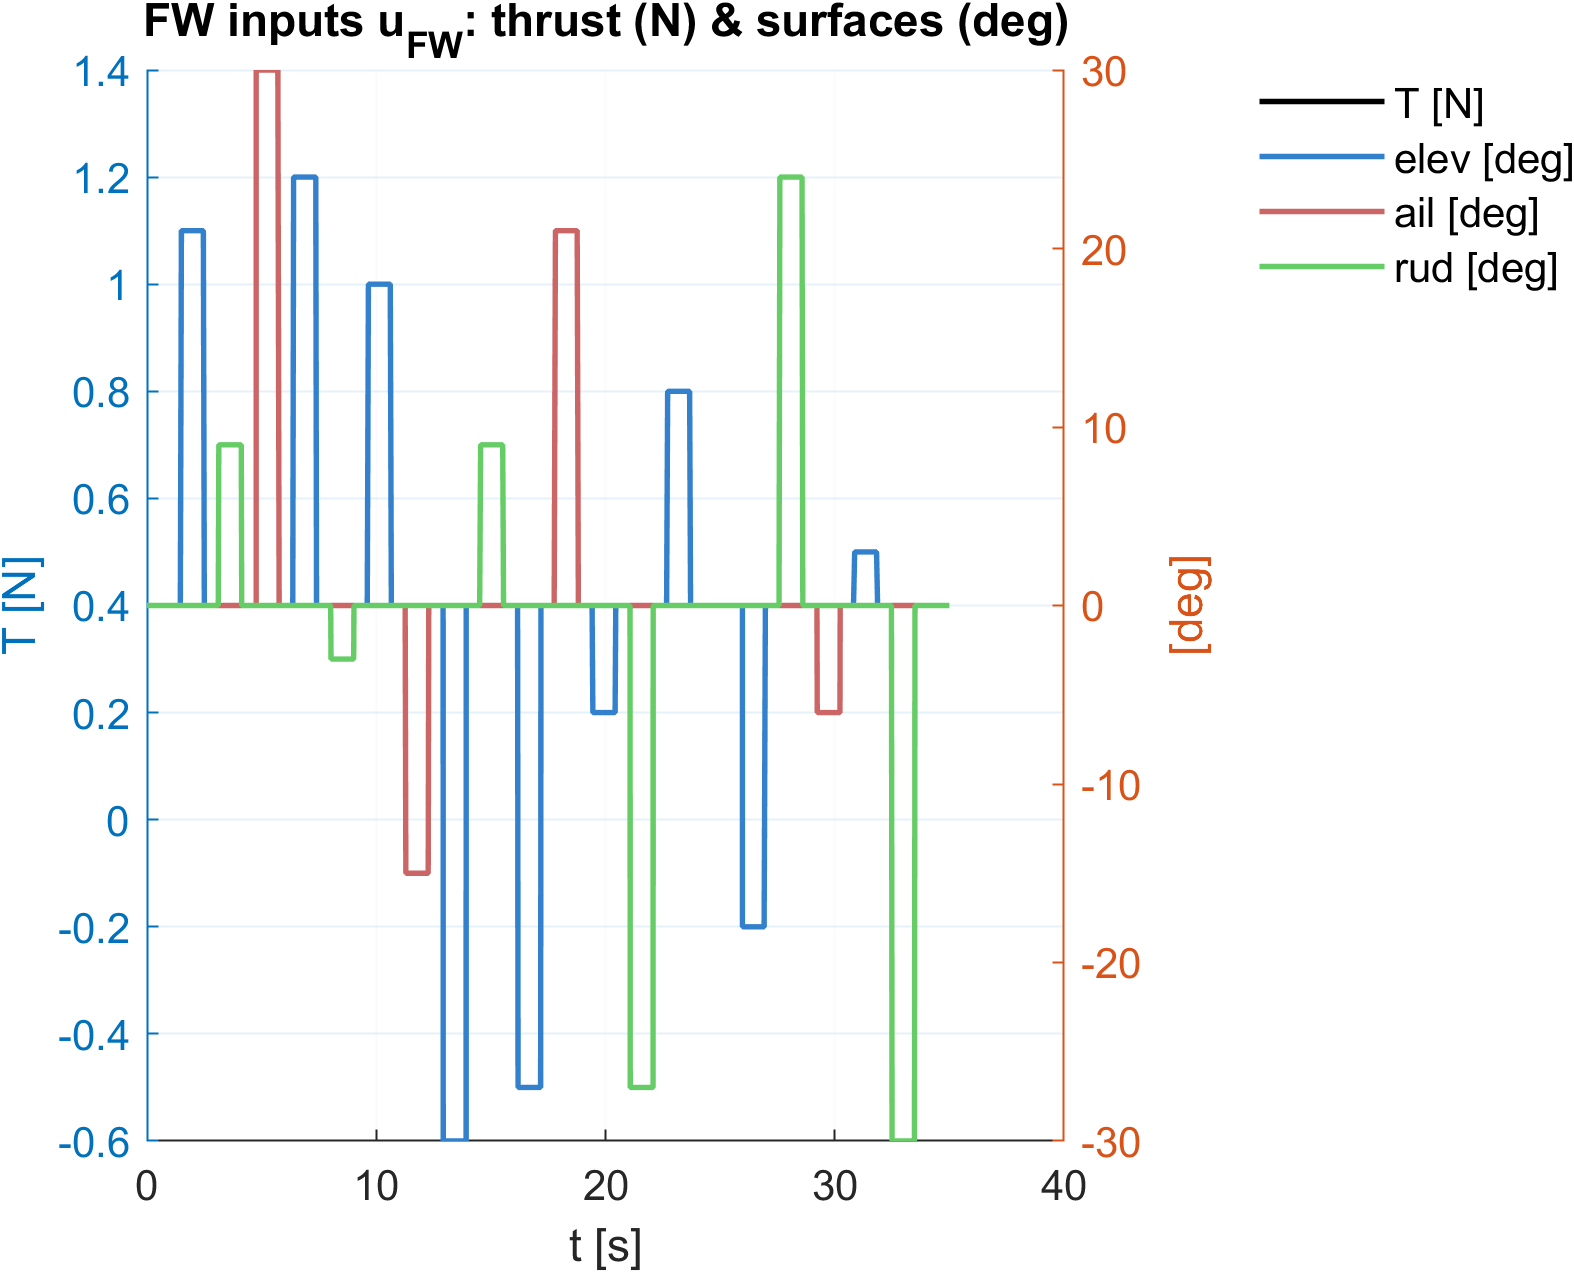 FW inputs u_FW: thrust (N) & surfaces (deg)
T [N]
elev [deg]
ail [deg]
rud [deg]
1.4
1.2
1
0.8
0.6
0.4
0.2
0
-0.2
-0.4
-0.6
T [N]
30
20
10
0
-10
-20
-30
[deg]
0 10 20 30 40
t [s]